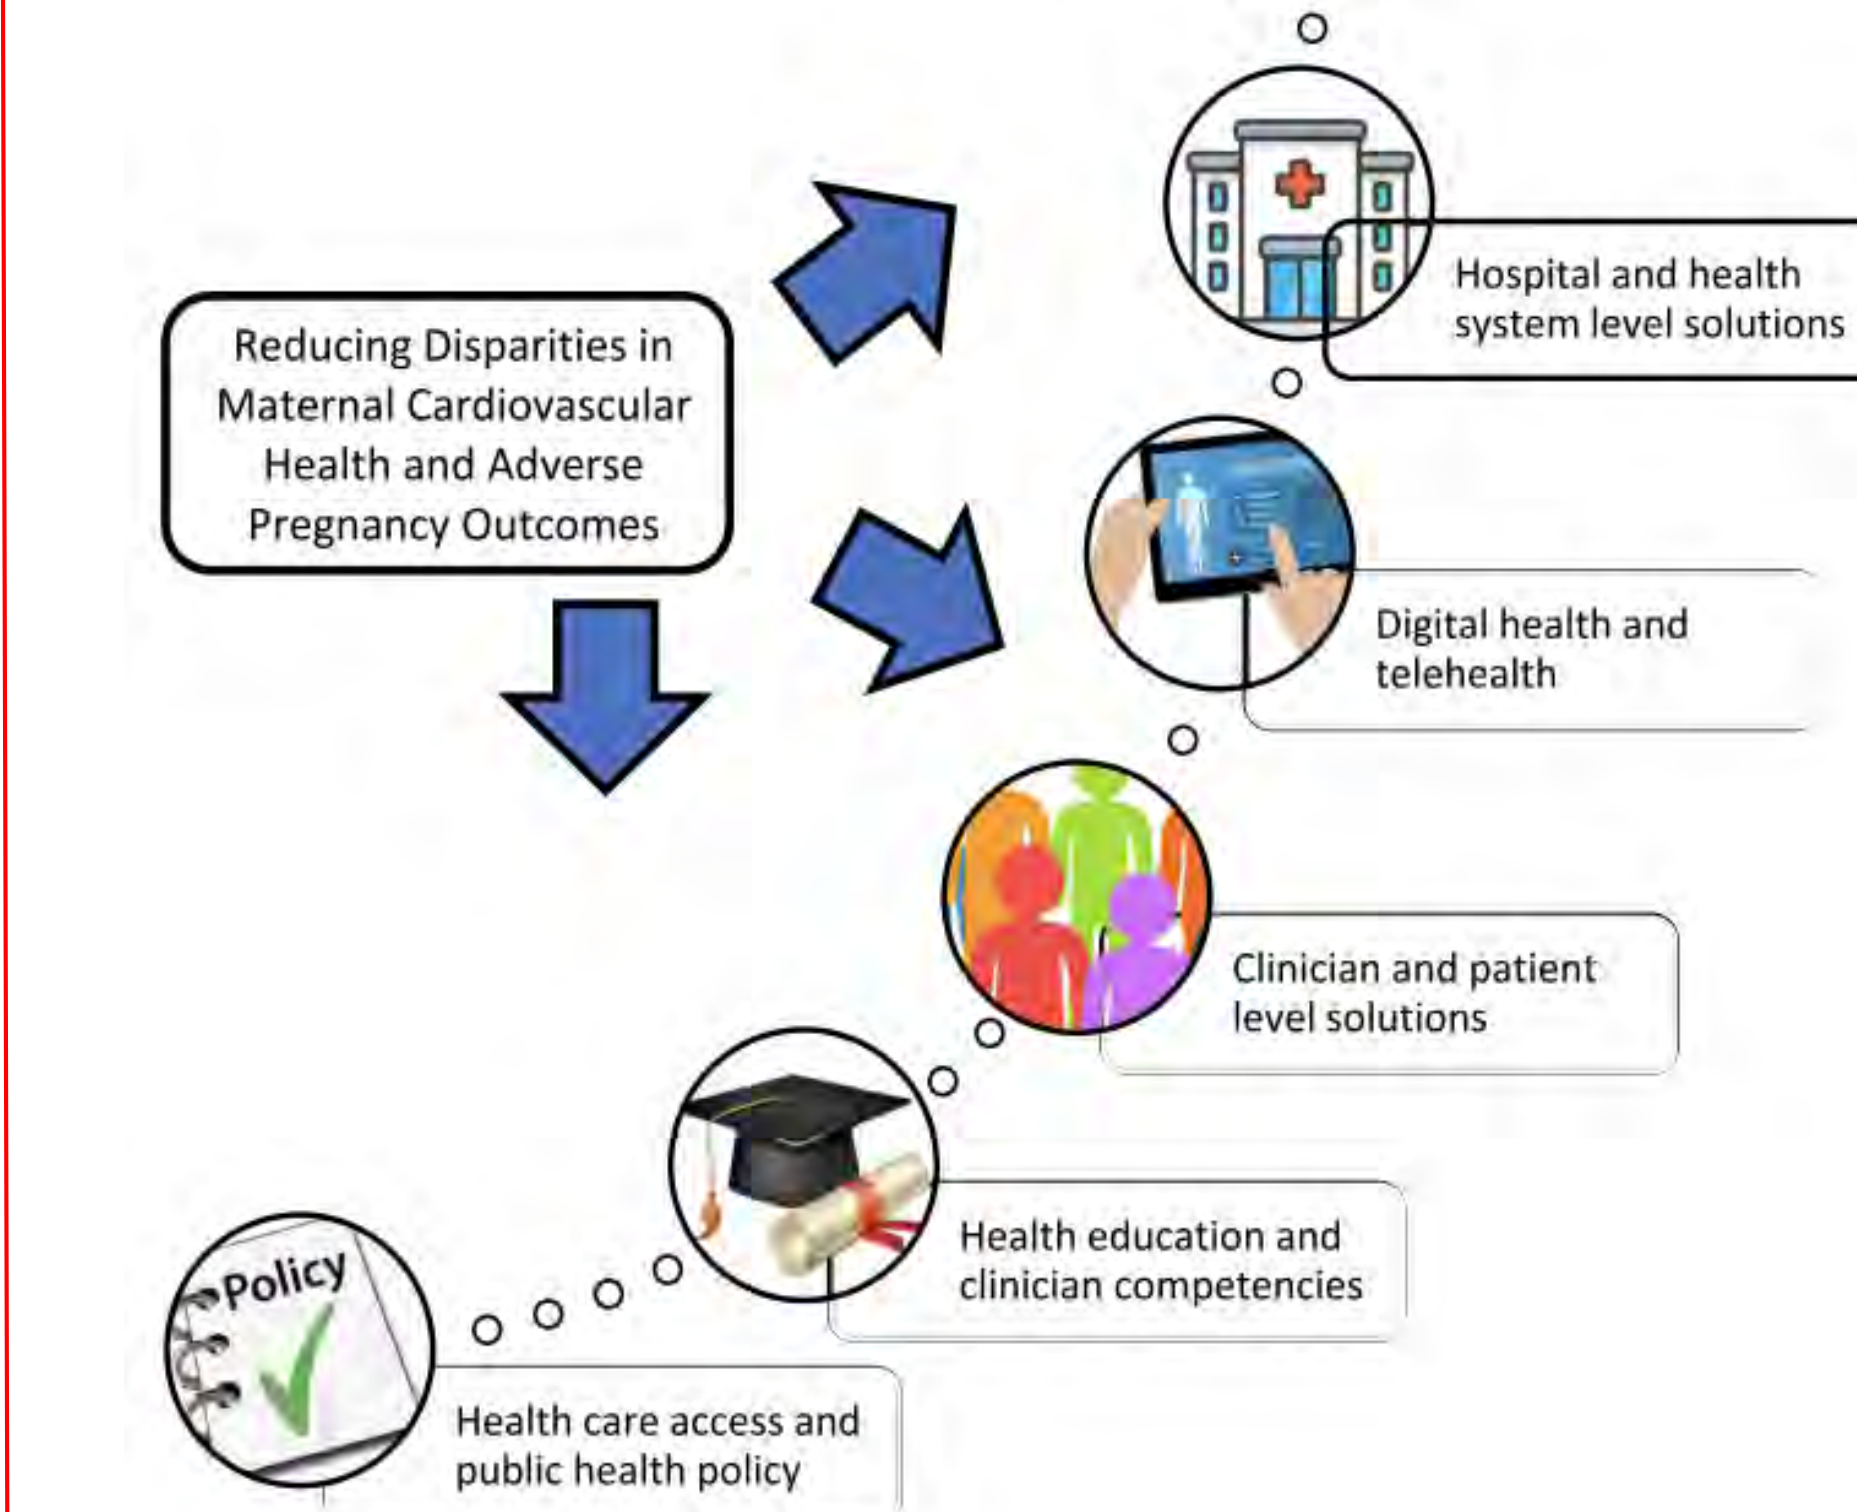 Reducing Disparities in
Maternal Cardiovascular
Health and Adverse
Pregnancy Outcomes
Hospital and health
system level solutions
Digital health and
telehealth
Clinician and patient
level solutions
Health education and
clinician competencies
Policy
Health care access and
public health policy